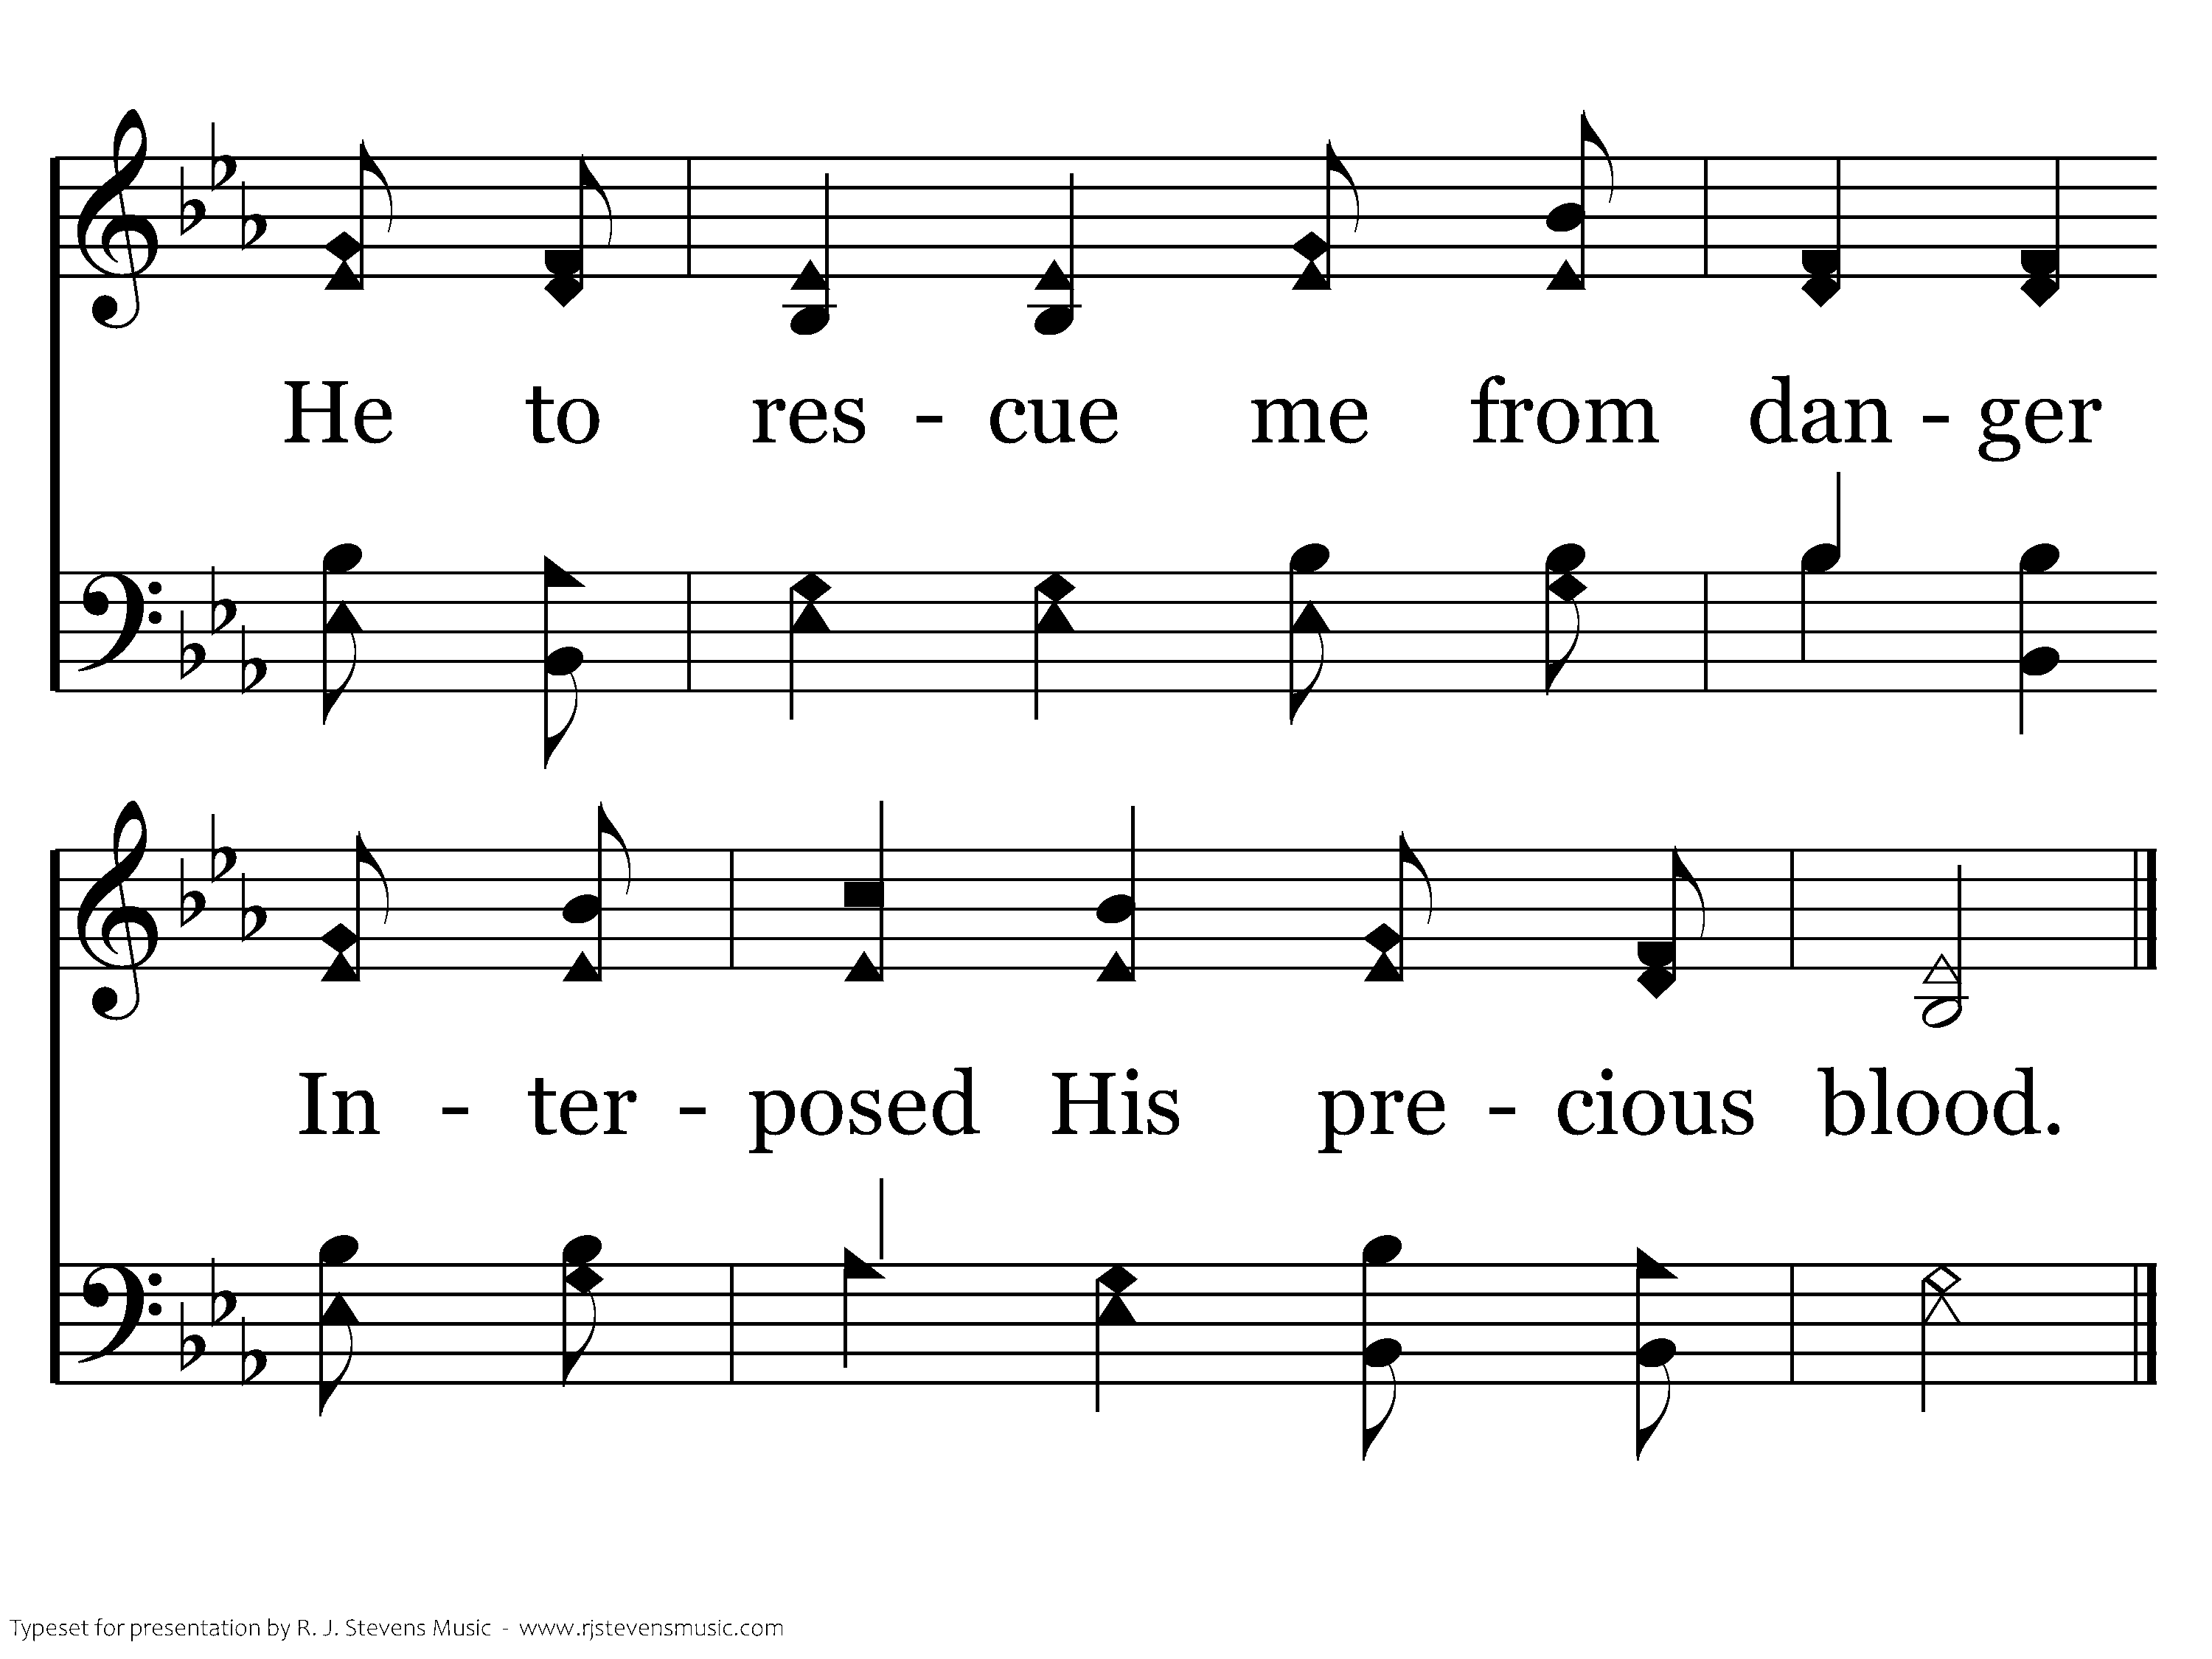 He to res - cue me from dan - ger
In - ter - posed His pre - cious blood.
Typeset for presentation by R. J. Stevens Music - www.rjstevensmusic.com